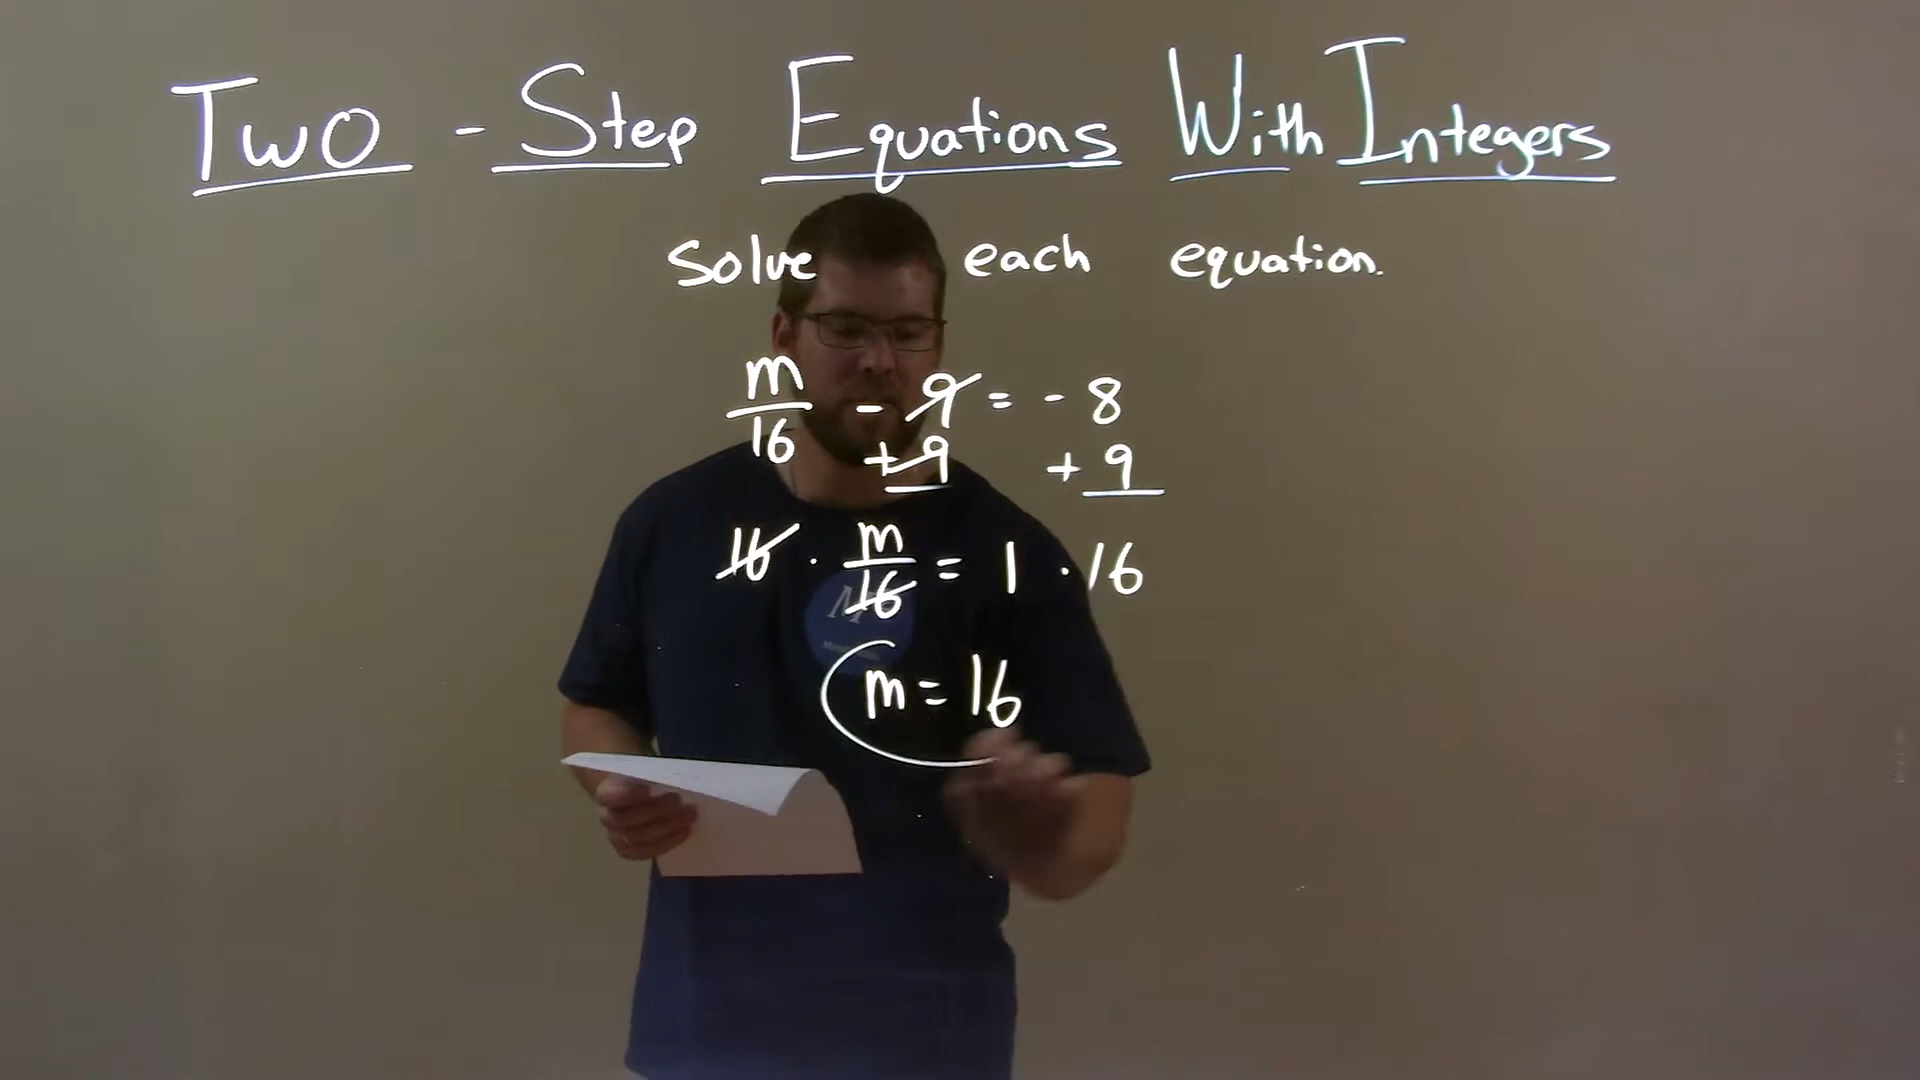 Two - Step Equations With Integers
Solve each equation.
m/16 - 9 = - 8
+ 9 + 9
16 · m/16 = 1 · 16
m = 16